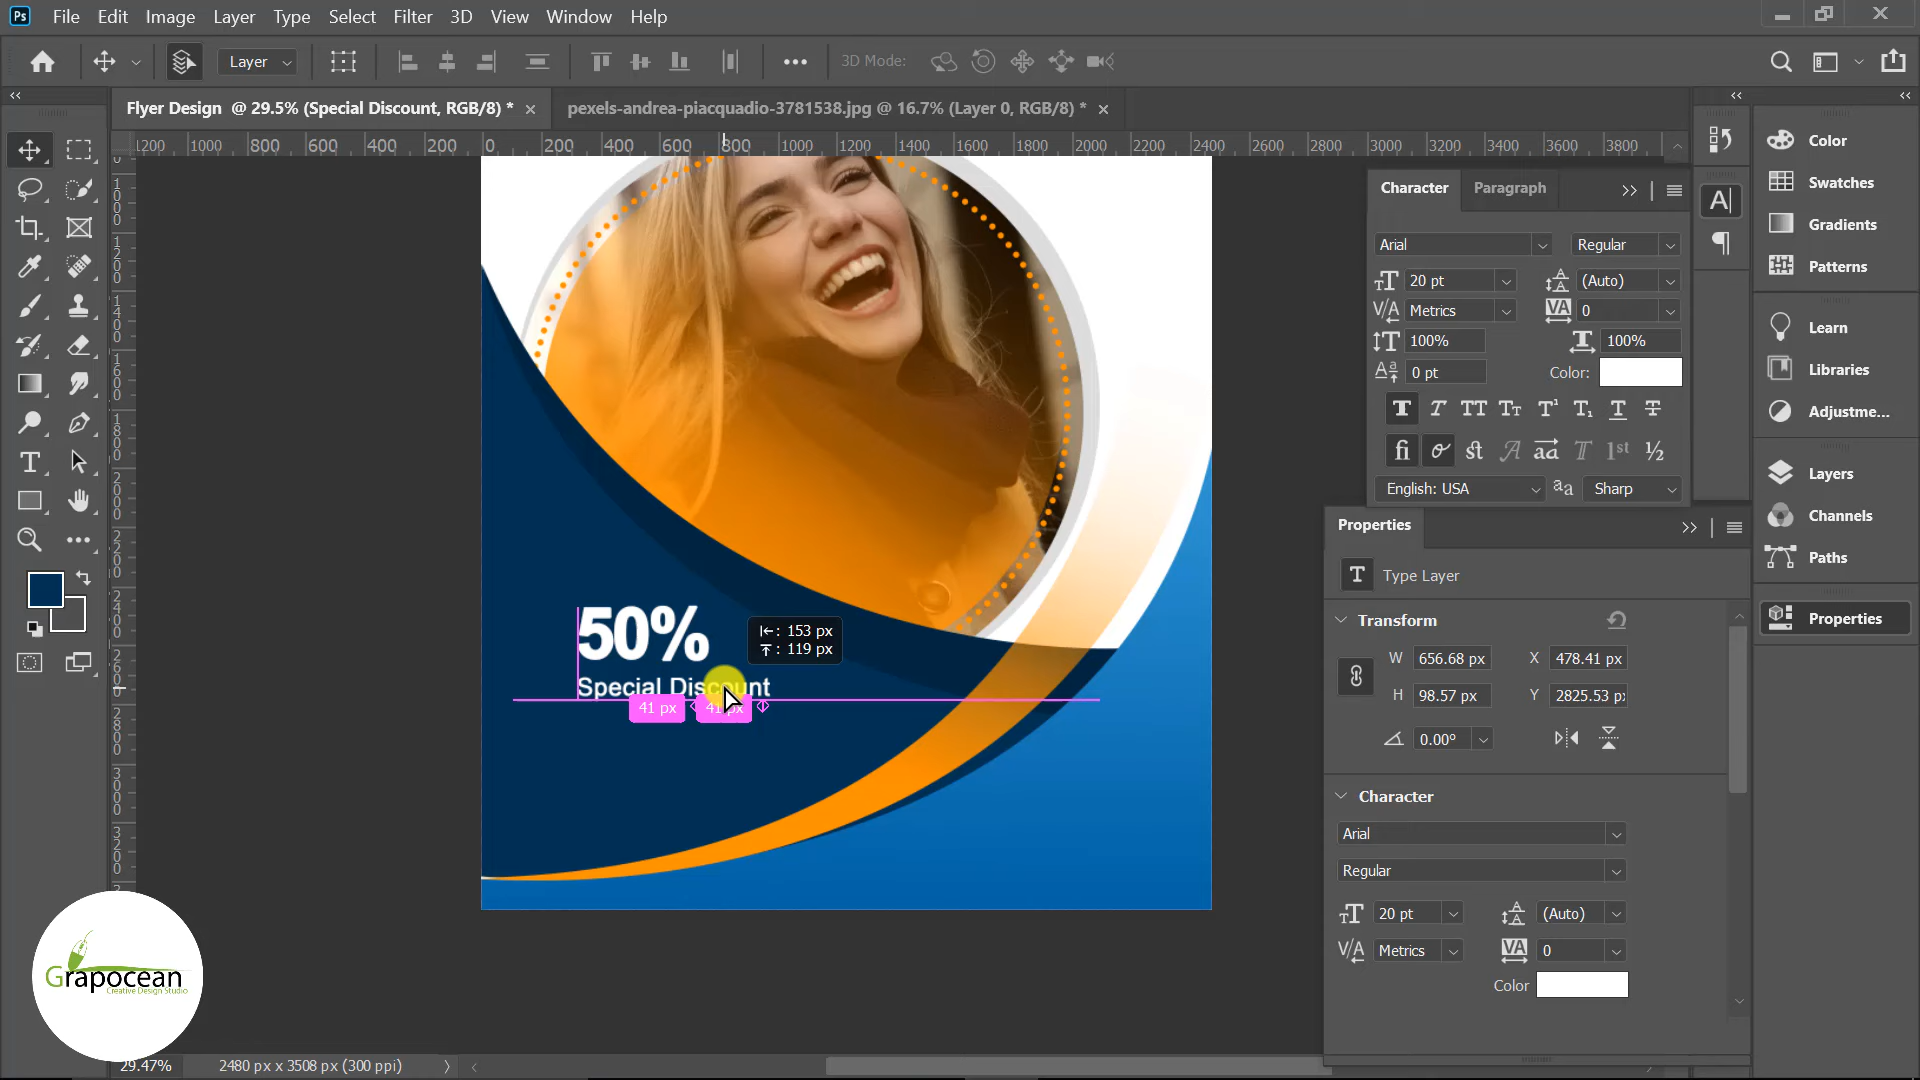 Ps File Edit Image Layer Type Select Filter 3D View Window Help
Layer 3D Mode:
Flyer Design @ 29.5% (Special Discount, RGB/8) * × pexels-andrea-piacquadio-3781538.jpg @ 16.7% (Layer 0, RGB/8) * ×
1200 1000 800 600 400 200 0 200 400 600 800 1000 1200 1400 1600 1800 2000 2200 2400 2600 2800 3000 3200 3400 3600 3800
Color
Swatches
Gradients
Patterns
Learn
Libraries
Adjustme...
Layers
Channels
Paths
Properties
Character Paragraph
Arial Regular
20 pt (Auto)
Metrics 0
100% 100%
0 pt Color:
English: USA aa Sharp
Properties
T Type Layer
Transform
W 656.68 px X 478.41 px
H 98.57 px Y 2825.53 p
0.00°
Character
Arial
Regular
20 pt (Auto)
Metrics 0
Color
50%
: 153 px
: 119 px
Special Discount
41 px 41 px
Grapocean
Creative Design Studio
29.47% 2480 px x 3508 px (300 ppi)